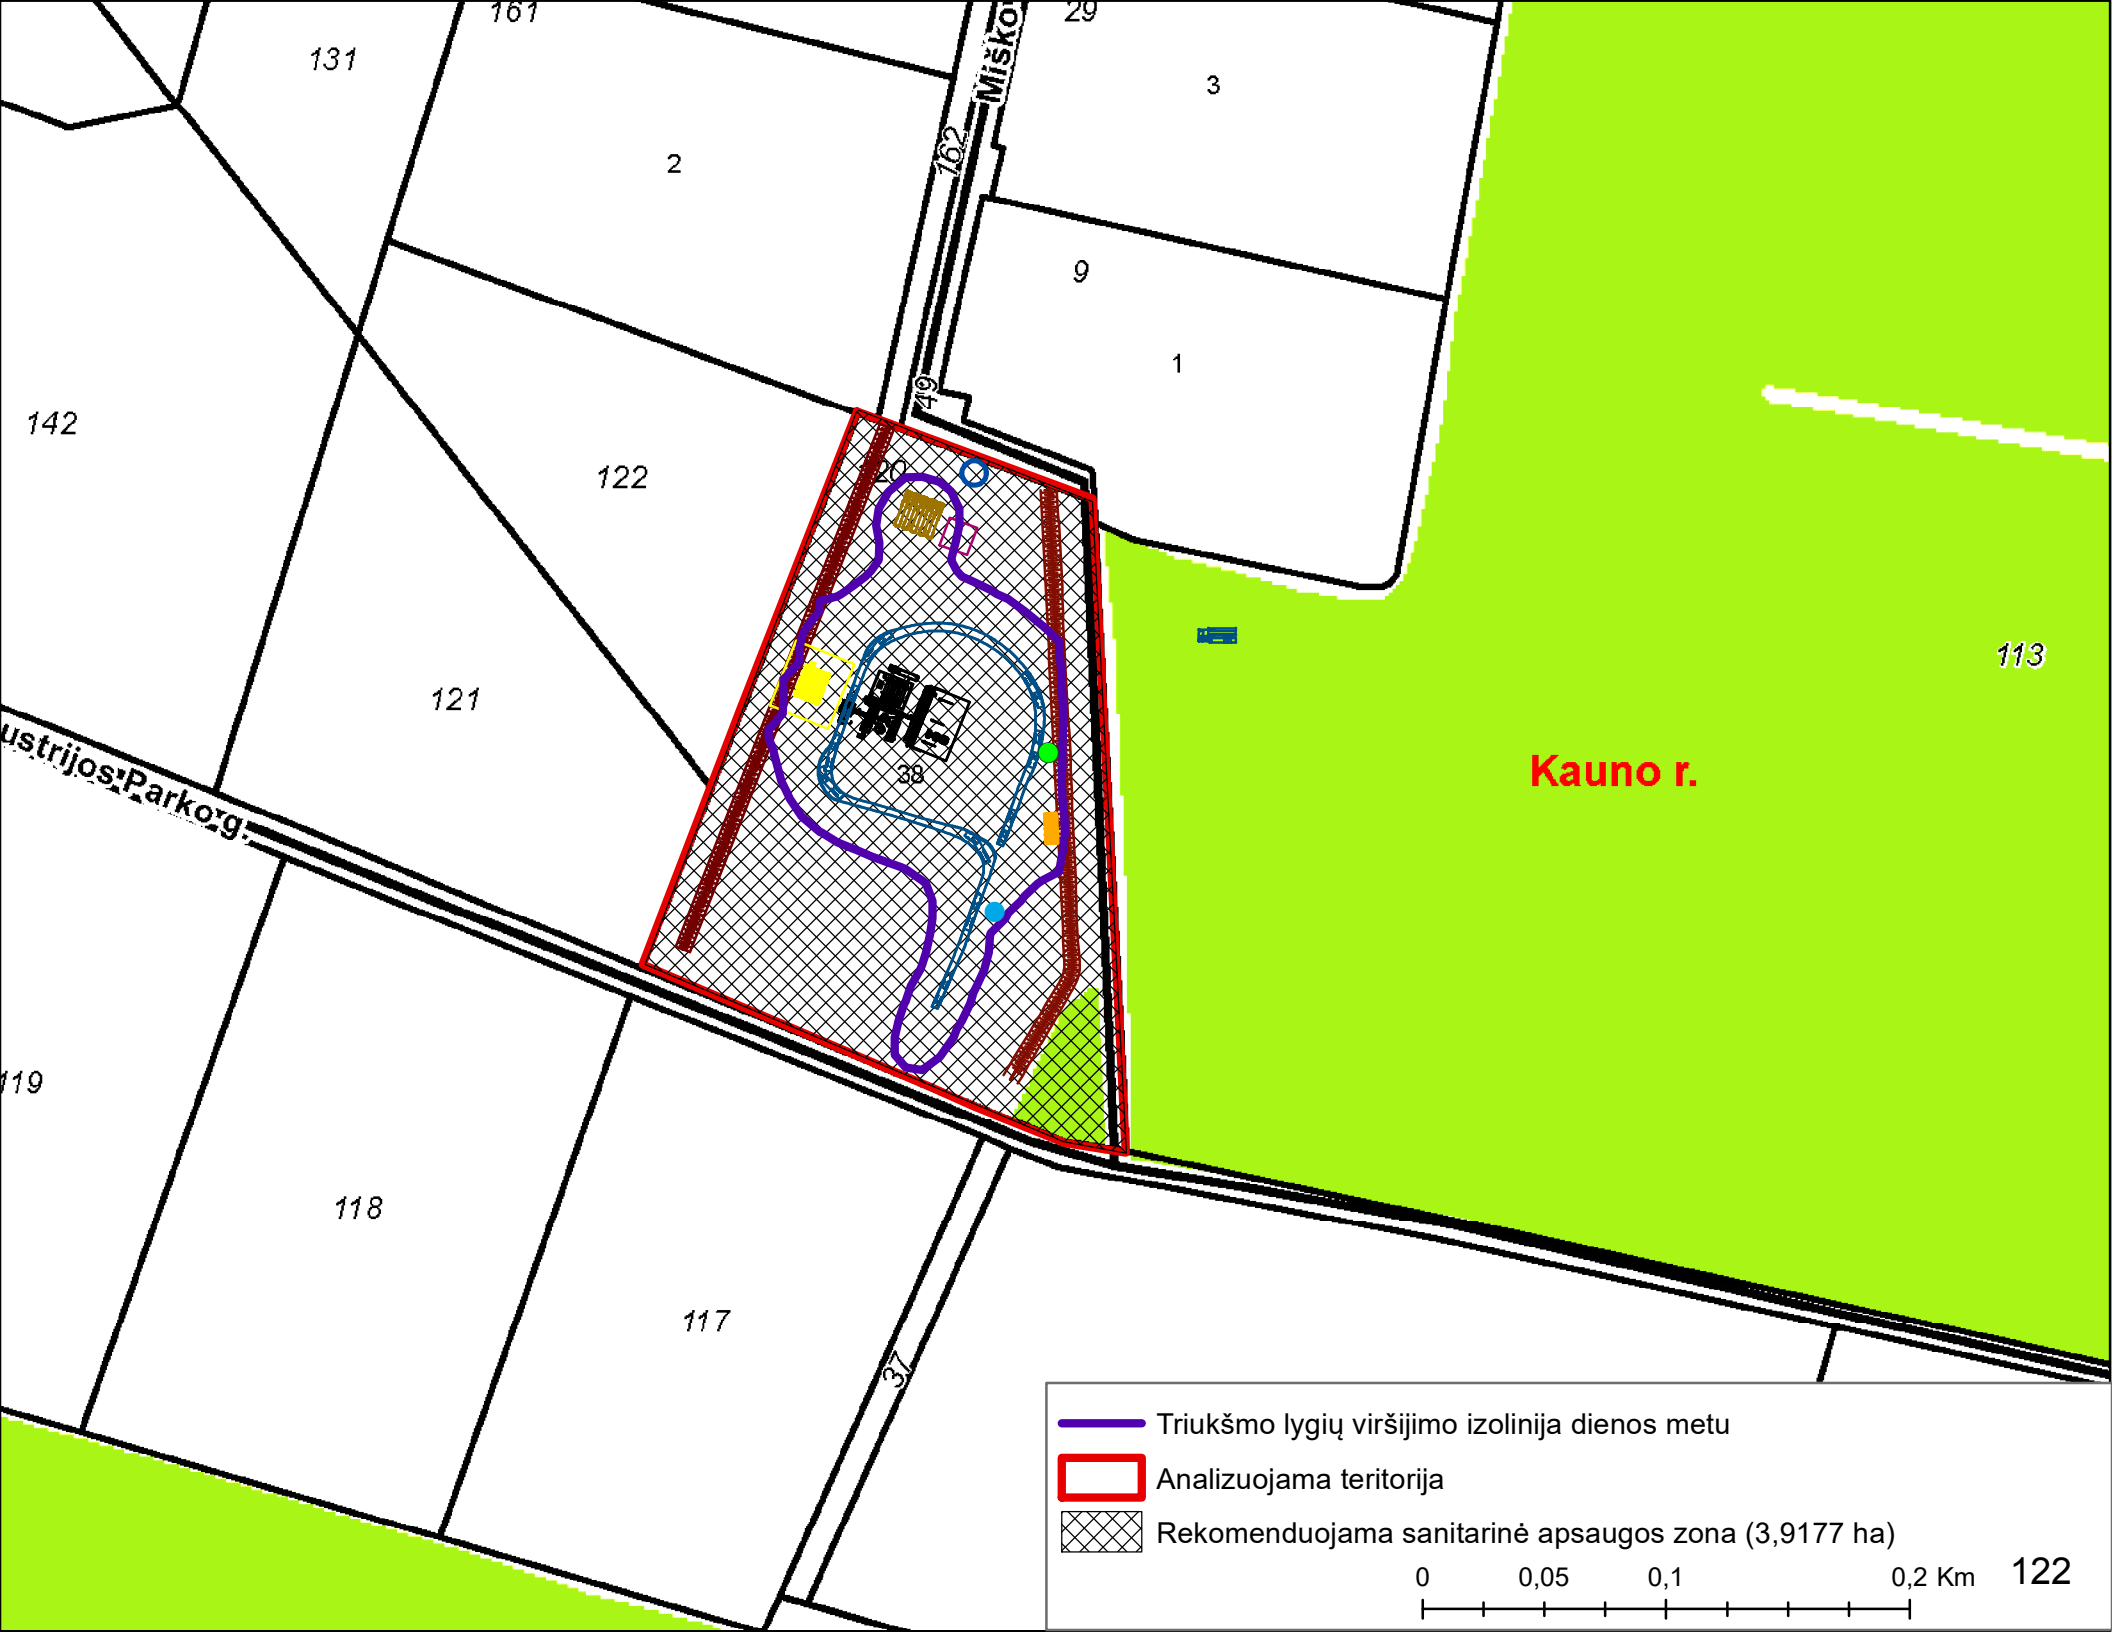 161
29
131
Miško
3
2
162
9
1
49
142
122
20
113
121
Kauno r.
ustrijos Parko g.
38
119
118
117
37
Triukšmo lygių viršijimo izolinija dienos metu
Analizuojama teritorija
Rekomenduojama sanitarinė apsaugos zona (3,9177 ha)
0 0,05 0,1 0,2 Km
122